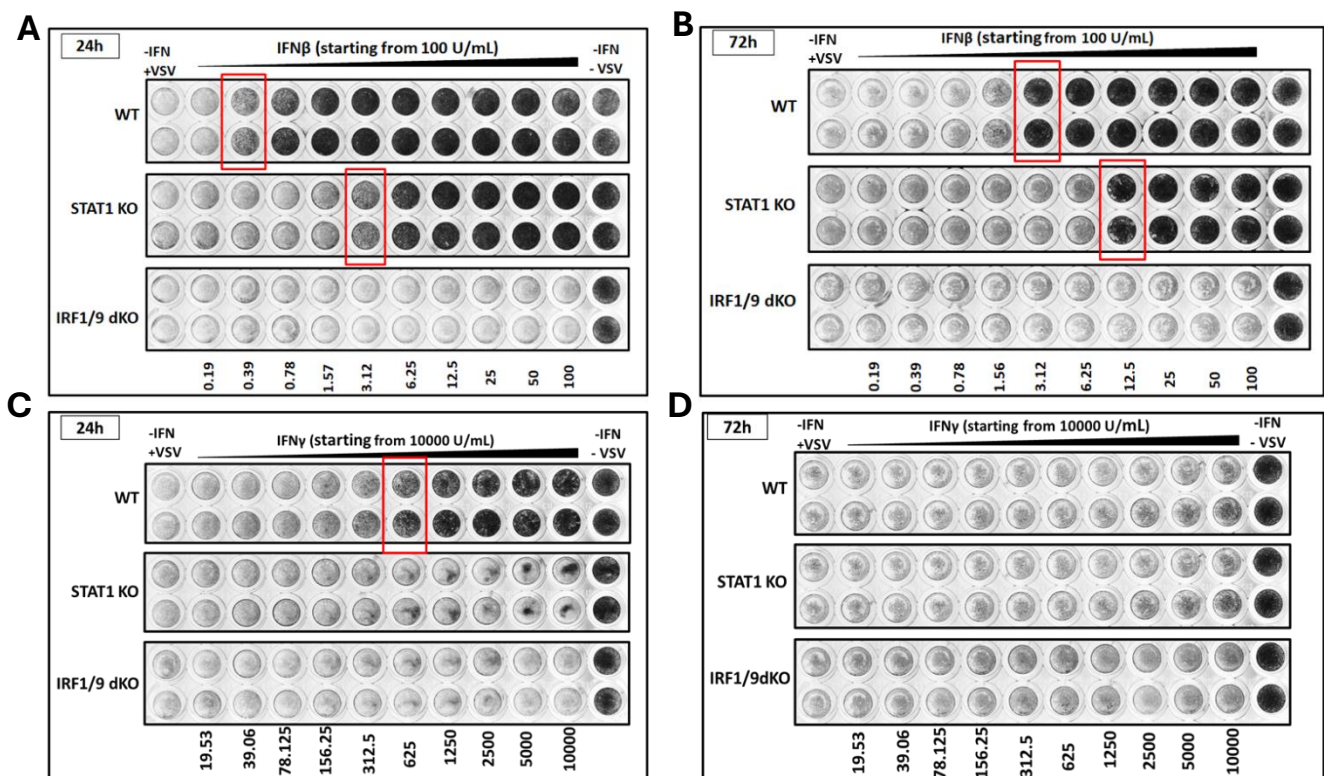 A
24h
-IFN
+VSV
IFNβ (starting from 100 U/mL)
-IFN
- VSV
WT
STAT1 KO
IRF1/9 dKO
0.19
0.39
0.78
1.57
3.12
6.25
12.5
25
50
100
B
72h
-IFN
+VSV
IFNβ (starting from 100 U/mL)
-IFN
- VSV
WT
STAT1 KO
IRF1/9 dKO
0.19
0.39
0.78
1.56
3.12
6.25
12.5
25
50
100
C
24h
-IFN
+VSV
IFNγ (starting from 10000 U/mL)
-IFN
- VSV
WT
STAT1 KO
IRF1/9 dKO
19.53
39.06
78.125
156.25
312.5
625
1250
2500
5000
10000
D
72h
-IFN
+VSV
IFNγ (starting from 10000 U/mL)
-IFN
- VSV
WT
STAT1 KO
IRF1/9dKO
19.53
39.06
78.125
156.25
312.5
625
1250
2500
5000
10000